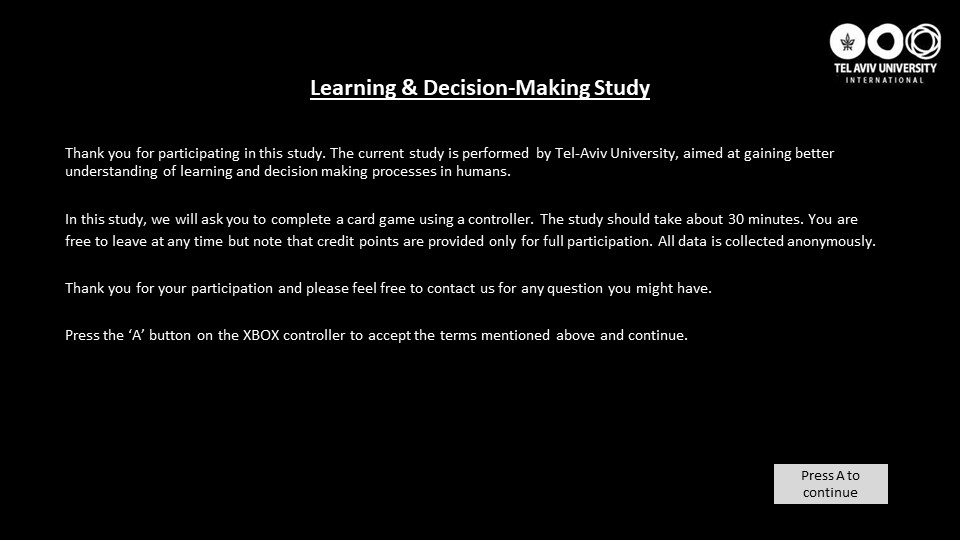 TEL AVIV UNIVERSITY
INTERNATIONAL
Learning & Decision-Making Study
Thank you for participating in this study. The current study is performed by Tel-Aviv University, aimed at gaining better
understanding of learning and decision making processes in humans.
In this study, we will ask you to complete a card game using a controller. The study should take about 30 minutes. You are
free to leave at any time but note that credit points are provided only for full participation. All data is collected anonymously.
Thank you for your participation and please feel free to contact us for any question you might have.
Press the ‘A’ button on the XBOX controller to accept the terms mentioned above and continue.
Press A to
continue